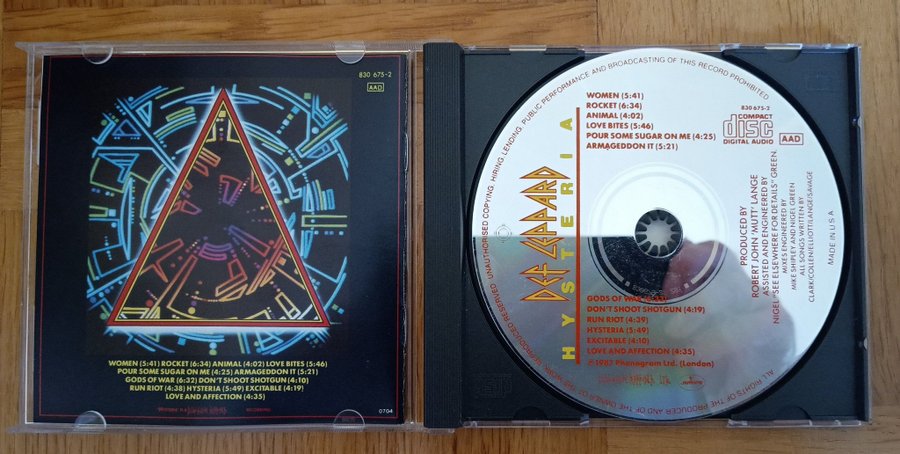 830 675-2
AAD
WOMEN (5:41) ROCKET (6:34) ANIMAL (4:02) LOVE BITES (5:46)
POUR SOME SUGAR ON ME (4:25) ARMAGEDDON IT (5:21)
GODS OF WAR (6:32) DON'T SHOOT SHOTGUN (4:10)
RUN RIOT (4:38) HYSTERIA (5:49) EXCITABLE (4:19)
LOVE AND AFFECTION (4:35)
0704
UNAUTHORISED COPYING, HIRING, LENDING, PUBLIC PERFORMANCE AND BROADCASTING OF THIS RECORD PROHIBITED
ALL RIGHTS OF THE PRODUCER AND OF THE OWNER OF THE WORK REPRODUCED RESERVED
WOMEN (5:41)
ROCKET (6:34)
ANIMAL (4:02)
LOVE BITES (5:46)
POUR SOME SUGAR ON ME (4:25)
ARMAGEDDON IT (5:21)
830 675-2
COMPACT
disc
DIGITAL AUDIO
AAD
DEF LEPPARD
HYSTERIA
PRODUCED BY
ROBERT JOHN 'MUTT' LANGE
ASSISTED AND ENGINEERED BY
NIGEL "SEE ELSEWHERE FOR DETAILS" GREEN.
MIXES ENGINEERED BY
MIKE SHIPLEY AND NIGEL GREEN
ALL SONGS WRITTEN BY
CLARK/COLLEN/ELLIOTT/LANGE/SAVAGE
MADE IN U.S.A
GODS OF WAR
DON'T SHOOT SHOTGUN (4:19)
RUN RIOT (4:39)
HYSTERIA (5:49)
EXCITABLE (4:10)
LOVE AND AFFECTION (4:35)
℗ 1987 Phonogram Ltd. (London)